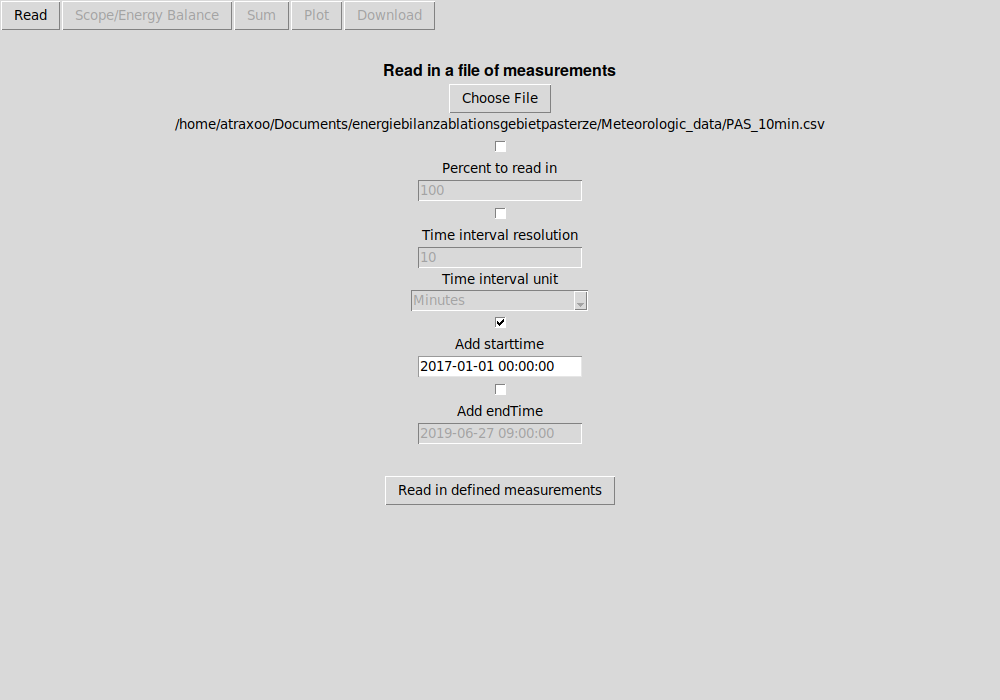 Read Scope/Energy Balance Sum Plot Download
Read in a file of measurements
Choose File
/home/atraxoo/Documents/energiebilanzablationsgebietpasterze/Meteorologic_data/PAS_10min.csv
Percent to read in
100
Time interval resolution
10
Time interval unit
Minutes
Add starttime
2017-01-01 00:00:00
Add endTime
2019-06-27 09:00:00
Read in defined measurements